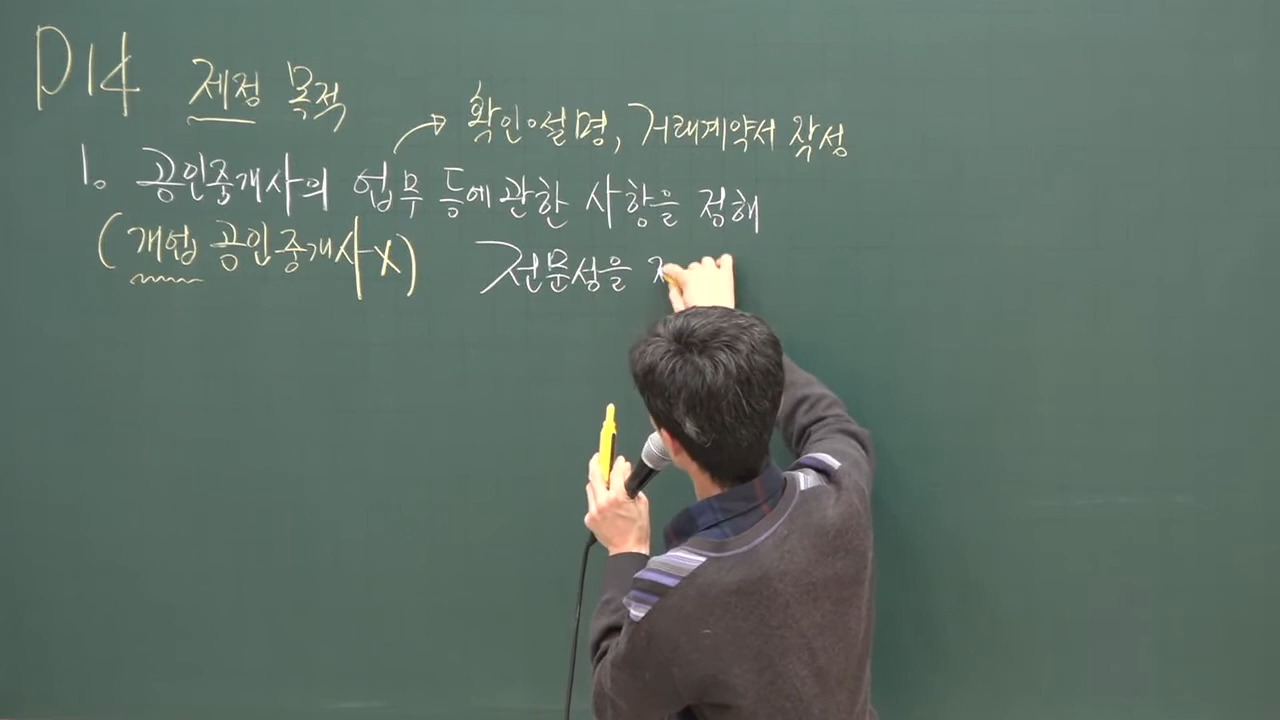 P14 제정 목적
확인·설명, 거래계약서 작성
1. 공인중개사의 업무 등에 관한 사항을 정해
(개업 공인중개사X) 전문성을